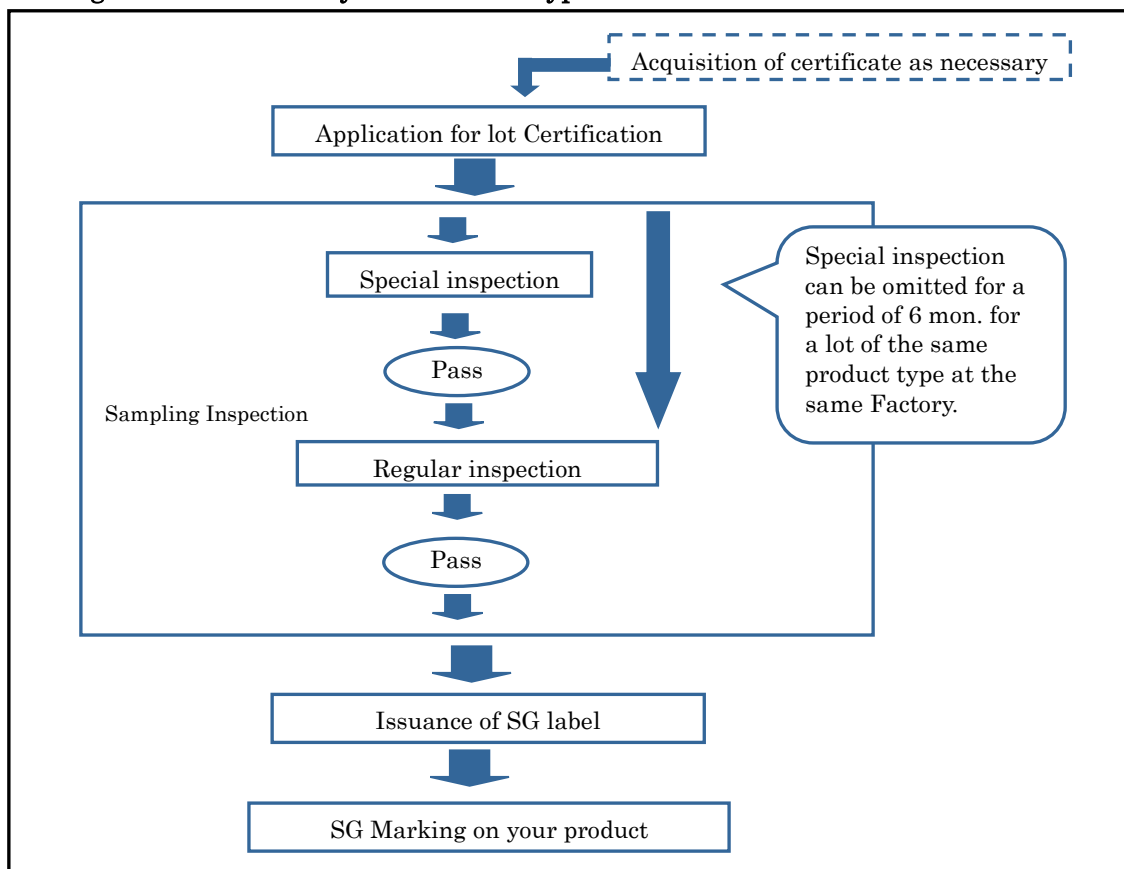 Acquisition of certificate as necessary
Application for lot Certification
Special inspection
Pass
Special inspection
can be omitted for a
period of 6 mon. for
a lot of the same
product type at the
same Factory.
Sampling Inspection
Regular inspection
Pass
Issuance of SG label
SG Marking on your product